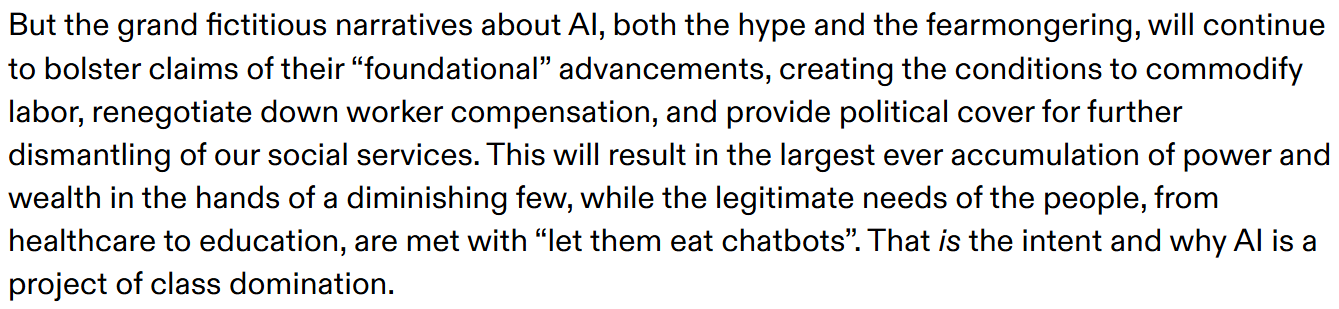 But the grand fictitious narratives about AI, both the hype and the fearmongering, will continue
to bolster claims of their “foundational” advancements, creating the conditions to commodify
labor, renegotiate down worker compensation, and provide political cover for further
dismantling of our social services. This will result in the largest ever accumulation of power and
wealth in the hands of a diminishing few, while the legitimate needs of the people, from
healthcare to education, are met with “let them eat chatbots”. That is the intent and why AI is a
project of class domination.